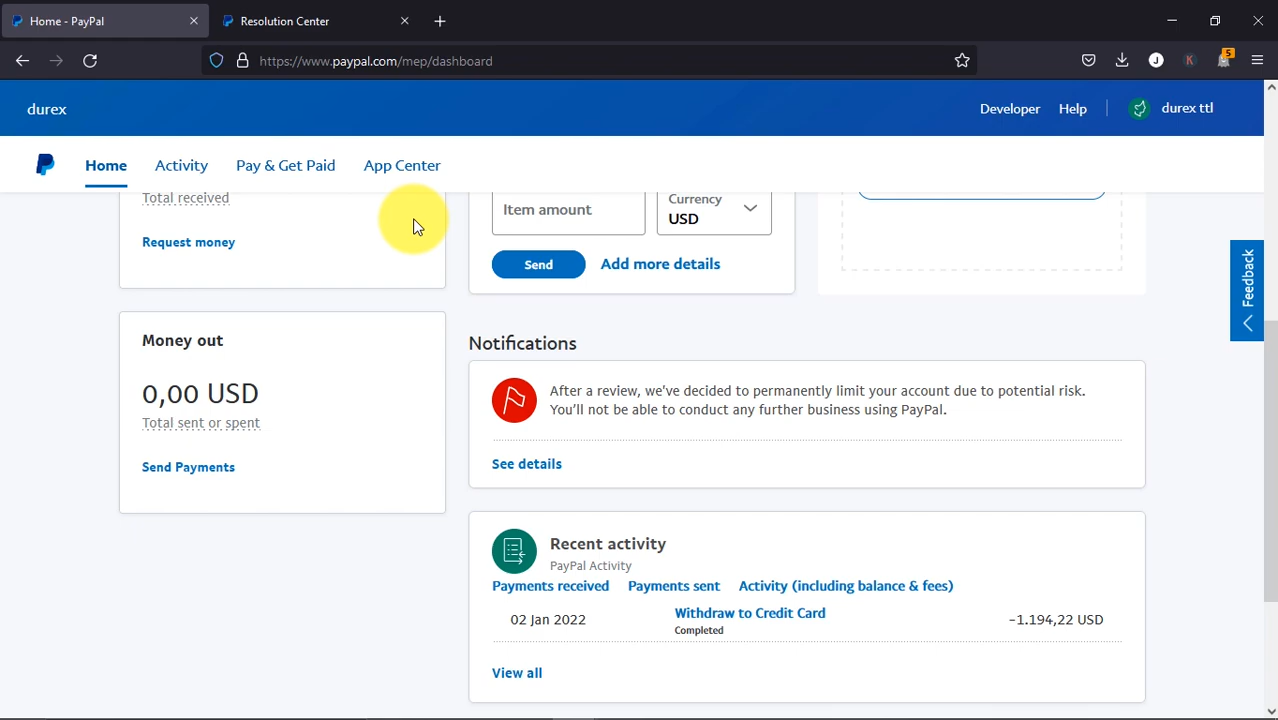 Home - PayPal
Resolution Center
https://www.paypal.com/mep/dashboard
J
K
5
durex
Developer
Help
durex ttl
Home
Activity
Pay & Get Paid
App Center
Total received
Request money
Item amount
Currency
USD
Send
Add more details
Feedback
Money out
0,00 USD
Total sent or spent
Send Payments
Notifications
After a review, we've decided to permanently limit your account due to potential risk.
You'll not be able to conduct any further business using PayPal.
See details
Recent activity
PayPal Activity
Payments received
Payments sent
Activity (including balance & fees)
02 Jan 2022
Withdraw to Credit Card
Completed
-1.194,22 USD
View all